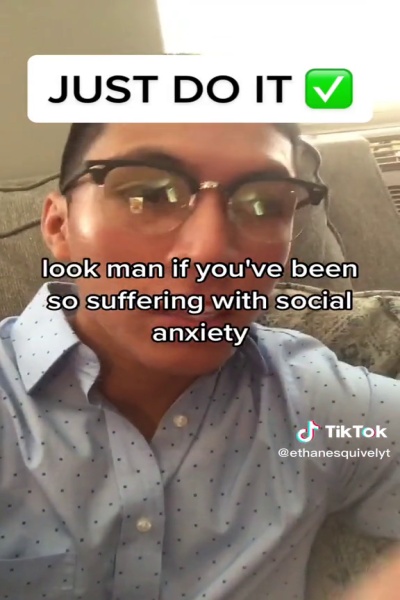 JUST DO IT ✅
look man if you've been
so suffering with social
anxiety
TikTok
@ethanesquivelyt